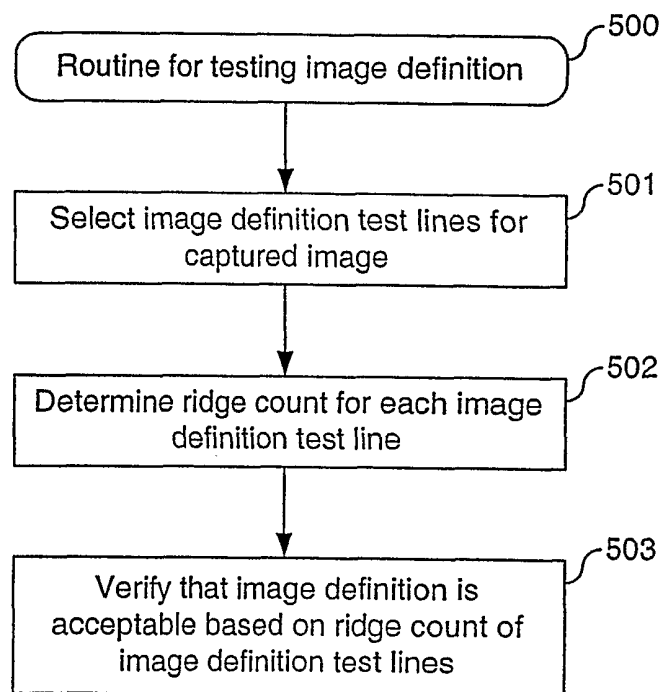 500
Routine for testing image definition
501
Select image definition test lines for
captured image
502
Determine ridge count for each image
definition test line
503
Verify that image definition is
acceptable based on ridge count of
image definition test lines